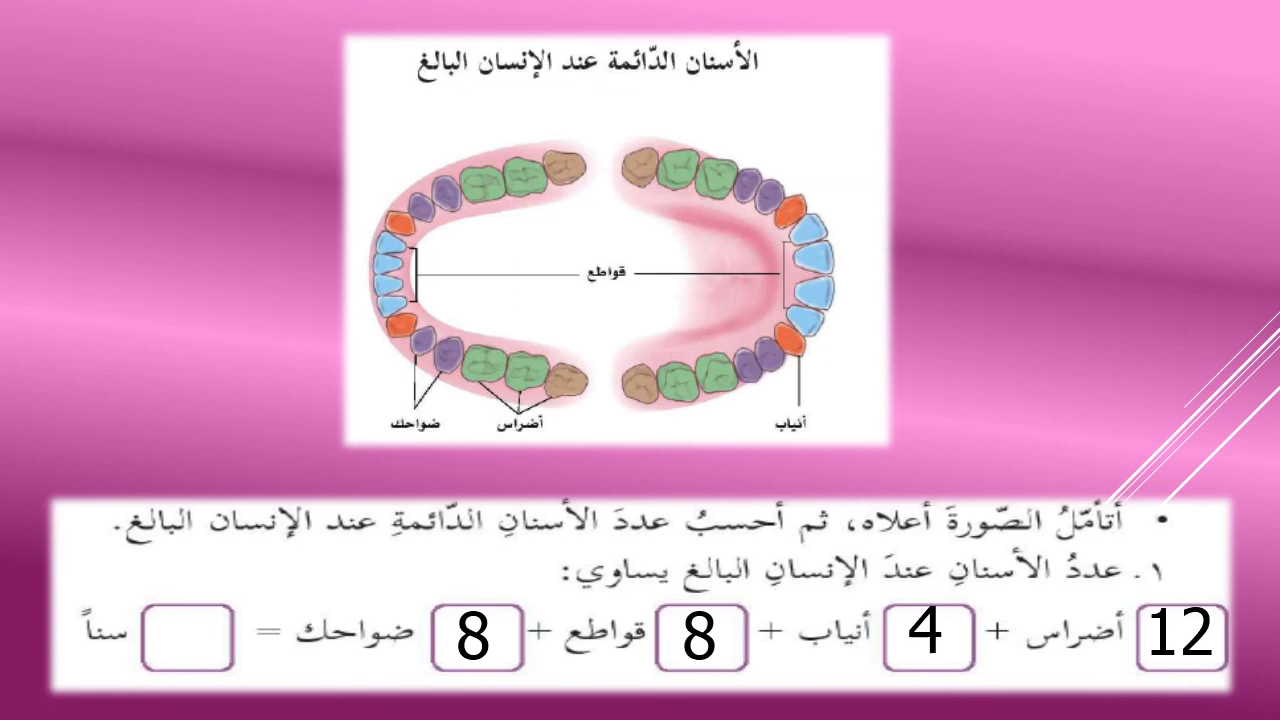 الأسنان الدّائمة عند الإنسان البالغ
قواطع
ضواحك
أضراس
أنياب
• أتأمّلُ الصّورةَ أعلاه، ثم أحسبُ عددَ الأسنانِ الدّائمةِ عند الإنسان البالغ.
١. عددُ الأسنانِ عندَ الإنسانِ البالغ يساوي:
12 أضراس + 4 أنياب + 8 قواطع + 8 ضواحك = سناً